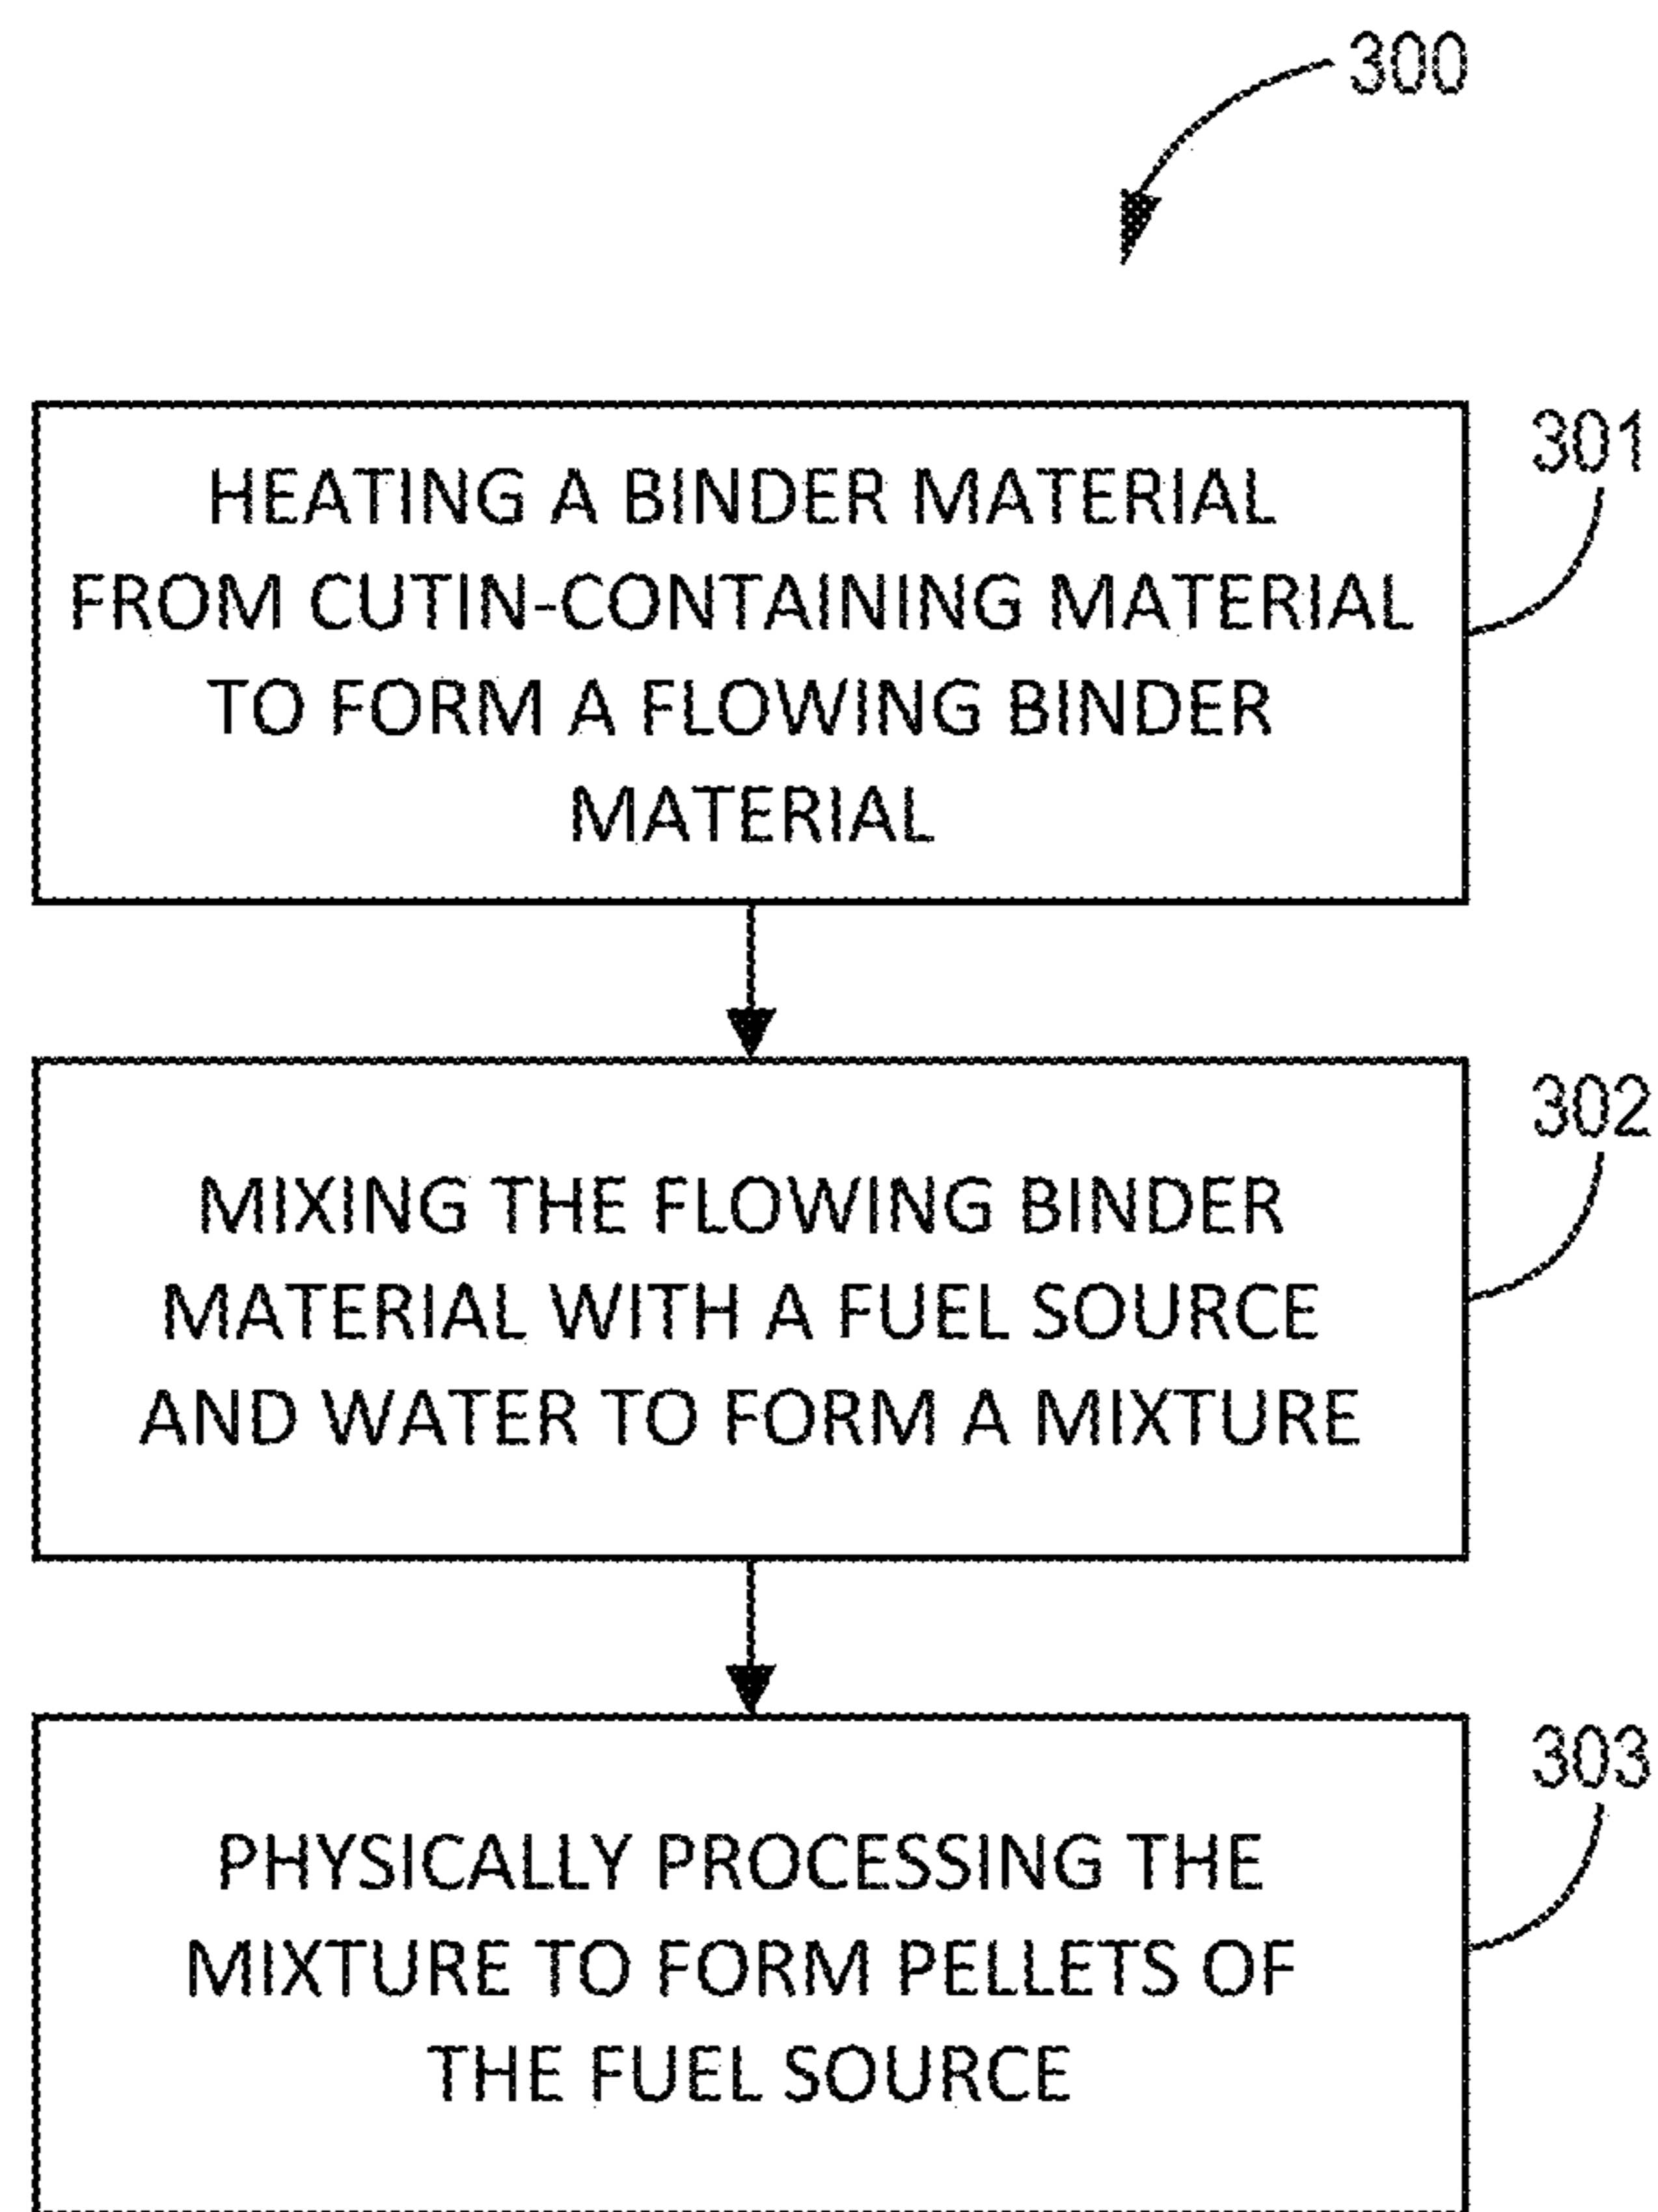 300
301
HEATING A BINDER MATERIAL
FROM CUTIN-CONTAINING MATERIAL
TO FORM A FLOWING BINDER
MATERIAL
302
MIXING THE FLOWING BINDER
MATERIAL WITH A FUEL SOURCE
AND WATER TO FORM A MIXTURE
303
PHYSICALLY PROCESSING THE
MIXTURE TO FORM PELLETS OF
THE FUEL SOURCE